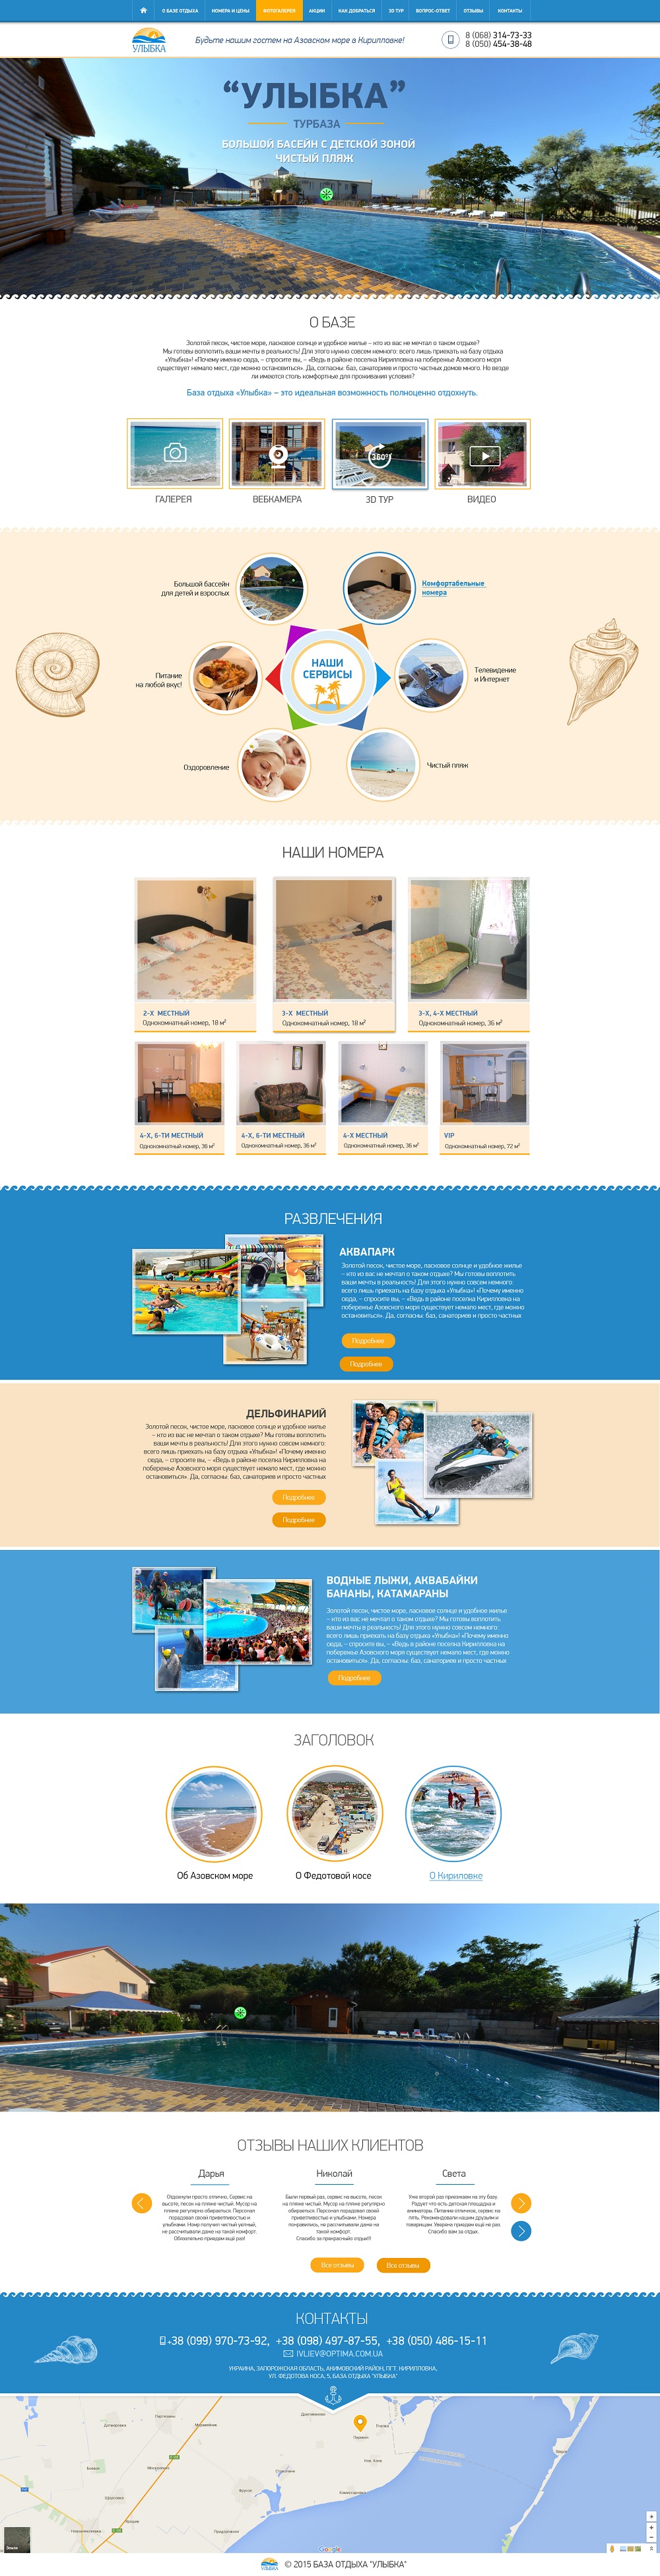 О БАЗЕ ОТДЫХА НОМЕРА И ЦЕНЫ ФОТОГАЛЕРЕЯ АКЦИИ КАК ДОБРАТЬСЯ 3D ТУР ВОПРОС-ОТВЕТ ОТЗЫВЫ КОНТАКТЫ
УЛЫБКА
Будьте нашим гостем на Азовском море в Кирилловке!
8 (068) 314-73-33
8 (050) 454-38-48
“УЛЫБКА”
ТУРБАЗА
БОЛЬШОЙ БАСЕЙН С ДЕТСКОЙ ЗОНОЙ
ЧИСТЫЙ ПЛЯЖ
О БАЗЕ
Золотой песок, чистое море, ласковое солнце и удобное жилье – кто из вас не мечтал о таком отдыхе?
Мы готовы воплотить ваши мечты в реальность! Для этого нужно совсем немного: всего лишь приехать на базу отдыха
«Улыбка»! «Почему именно сюда, – спросите вы, – «Ведь в районе поселка Кирилловка на побережье Азовского моря
существует немало мест, где можно остановиться». Да, согласны: баз, санаториев и просто частных домов много. Но везде
ли имеются столь комфортные для проживания условия?
База отдыха «Улыбка» – это идеальная возможность полноценно отдохнуть.
360°
ГАЛЕРЕЯ ВЕБКАМЕРА 3D ТУР ВИДЕО
Большой бассейн
для детей и взрослых
Комфортабельные
номера
НАШИ
СЕРВИСЫ
Питание
на любой вкус!
Телевидение
и Интернет
Оздоровление
Чистый пляж
НАШИ НОМЕРА
2-Х МЕСТНЫЙ
Однокомнатный номер, 18 м²
3-Х МЕСТНЫЙ
Однокомнатный номер, 18 м²
3-Х, 4-Х МЕСТНЫЙ
Однокомнатный номер, 36 м²
4-Х, 6-ТИ МЕСТНЫЙ
Однокомнатный номер, 36 м²
4-Х, 6-ТИ МЕСТНЫЙ
Однокомнатный номер, 36 м²
4-Х МЕСТНЫЙ
Однокомнатный номер, 36 м²
VIP
Однокомнатный номер, 72 м²
РАЗВЛЕЧЕНИЯ
АКВАПАРК
Золотой песок, чистое море, ласковое солнце и удобное жилье
– кто из вас не мечтал о таком отдыхе? Мы готовы воплотить
ваши мечты в реальность! Для этого нужно совсем немного:
всего лишь приехать на базу отдыха «Улыбка»! «Почему именно
сюда, – спросите вы, – «Ведь в районе поселка Кирилловка на
побережье Азовского моря существует немало мест, где можно
остановиться». Да, согласны: баз, санаториев и просто частных
Подробнее
Подробнее
ДЕЛЬФИНАРИЙ
Золотой песок, чистое море, ласковое солнце и удобное жилье
– кто из вас не мечтал о таком отдыхе? Мы готовы воплотить
ваши мечты в реальность! Для этого нужно совсем немного:
всего лишь приехать на базу отдыха «Улыбка»! «Почему именно
сюда, – спросите вы, – «Ведь в районе поселка Кирилловка на
побережье Азовского моря существует немало мест, где можно
остановиться». Да, согласны: баз, санаториев и просто частных
Подробнее
Подробнее
ВОДНЫЕ ЛЫЖИ, АКВАБАЙКИ
БАНАНЫ, КАТАМАРАНЫ
Золотой песок, чистое море, ласковое солнце и удобное жилье
– кто из вас не мечтал о таком отдыхе? Мы готовы воплотить
ваши мечты в реальность! Для этого нужно совсем немного:
всего лишь приехать на базу отдыха «Улыбка»! «Почему именно
сюда, – спросите вы, – «Ведь в районе поселка Кирилловка на
побережье Азовского моря существует немало мест, где можно
остановиться». Да, согласны: баз, санаториев и просто частных
Подробнее
ЗАГОЛОВОК
Об Азовском море О Федотовой косе О Кириловке
ОТЗЫВЫ НАШИХ КЛИЕНТОВ
Дарья Николай Света
Все отзывы Все отзывы
КОНТАКТЫ
+38 (099) 970-73-92, +38 (098) 497-87-55, +38 (050) 486-15-11
IVLIEV@OPTIMA.COM.UA
УКРАИНА, ЗАПОРОЖСКАЯ ОБЛАСТЬ, АКИМОВСКИЙ РАЙОН, ПГТ. КИРИЛЛОВКА,
УЛ. ФЕДОТОВА КОСА, 5, БАЗА ОТДЫХА "УЛЫБКА"
Google
Земля
УЛЫБКА
© 2015 БАЗА ОТДЫХА "УЛЫБКА"